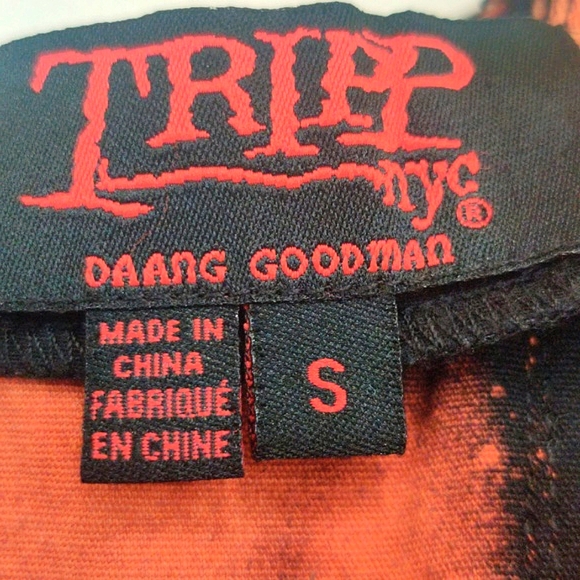 TRIPP
nyc®
DAANG GOODMAN
MADE IN
CHINA
FABRIQUÉ
EN CHINE
S